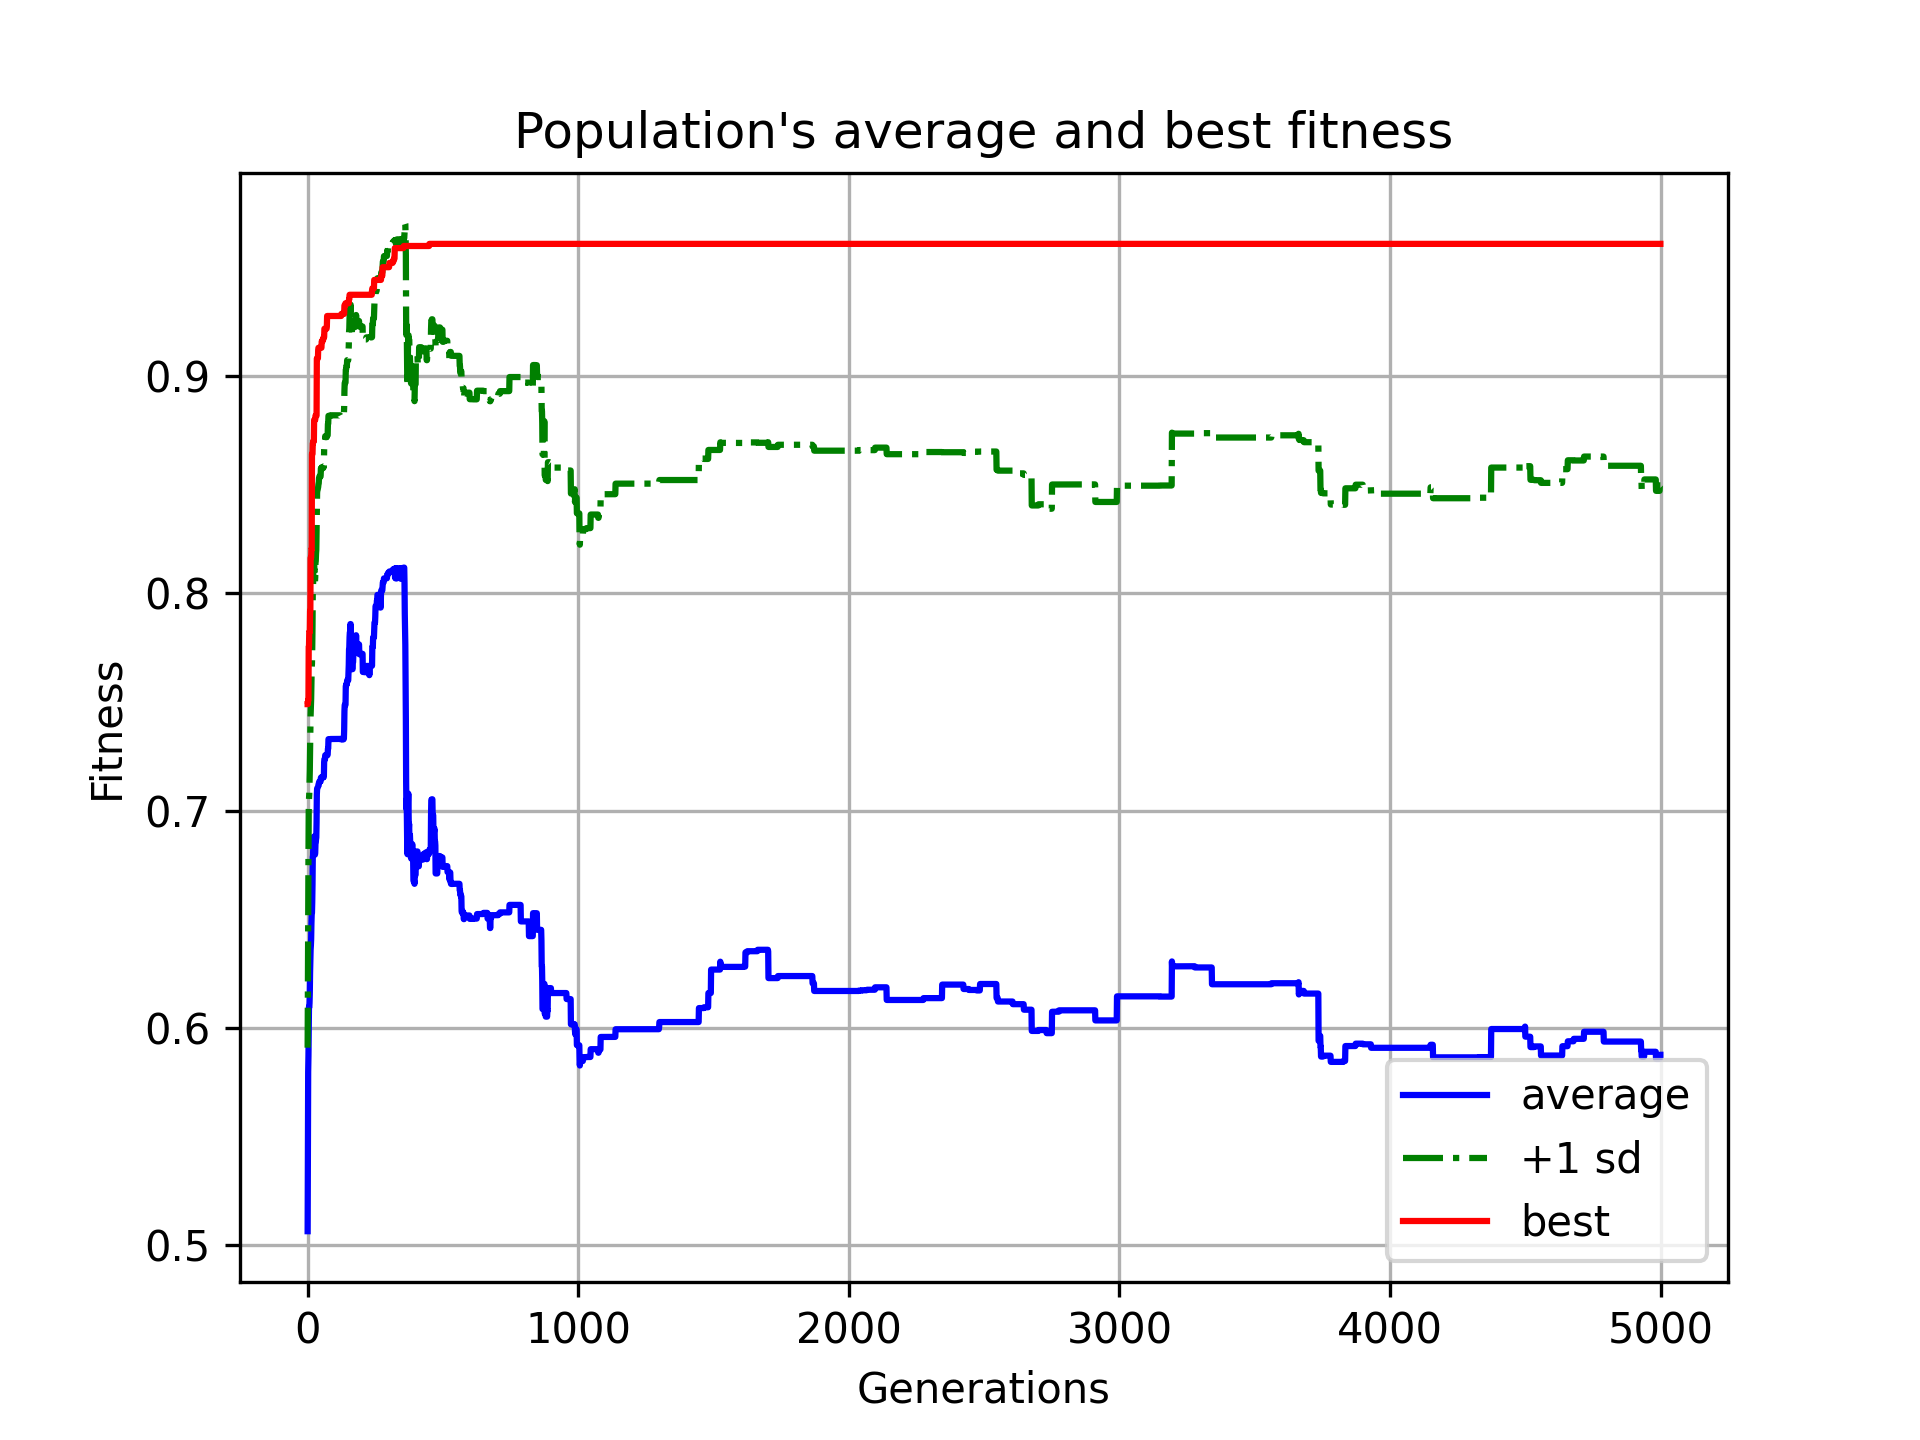 Population's average and best fitness
Fitness
0.9
0.8
0.7
0.6
0.5
0 1000 2000 3000 4000 5000
Generations
average
+1 sd
best